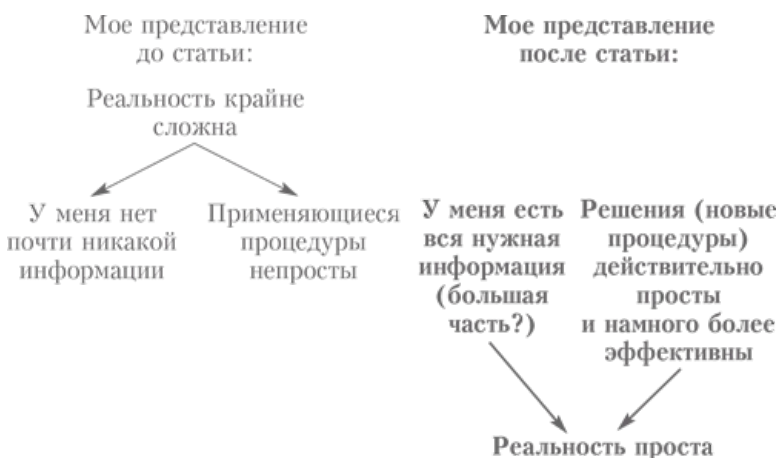 Мое представление
до статьи:
Реальность крайне
сложна
У меня нет
почти никакой
информации
Применяющиеся
процедуры
непросты
Мое представление
после статьи:
У меня есть
вся нужная
информация
(большая
часть?)
Решения (новые
процедуры)
действительно
просты
и намного более
эффективны
Реальность проста